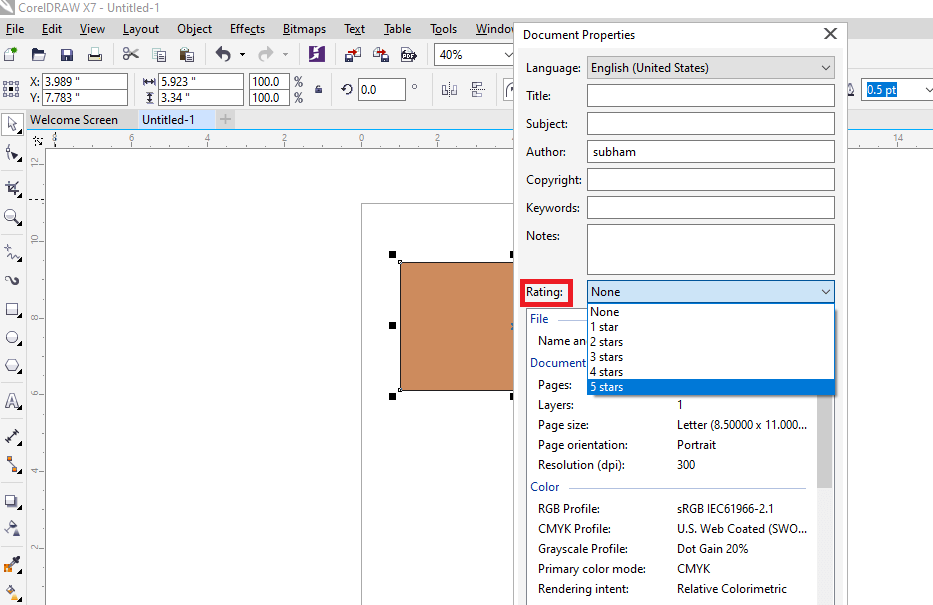 CorelDRAW X7 - Untitled-1
File Edit View Layout Object Effects Bitmaps Text Table Tools
Document Properties
40%
X: 3.989 " 5.923 " 100.0 %
Y: 7.783 " 3.34 " 100.0 %
0.0 °
0.5 pt
Welcome Screen Untitled-1
8 6 4 2 0 2 14
12
10
8
6
4
2
Language: English (United States)
Title:
Subject:
Author: subham
Copyright:
Keywords:
Notes:
Rating: None
None
1 star
2 stars
3 stars
4 stars
5 stars
File
Name an
Document
Pages:
Layers: 1
Page size: Letter (8.50000 x 11.000...
Page orientation: Portrait
Resolution (dpi): 300
Color
RGB Profile: sRGB IEC61966-2.1
CMYK Profile: U.S. Web Coated (SWO...
Grayscale Profile: Dot Gain 20%
Primary color mode: CMYK
Rendering intent: Relative Colorimetric